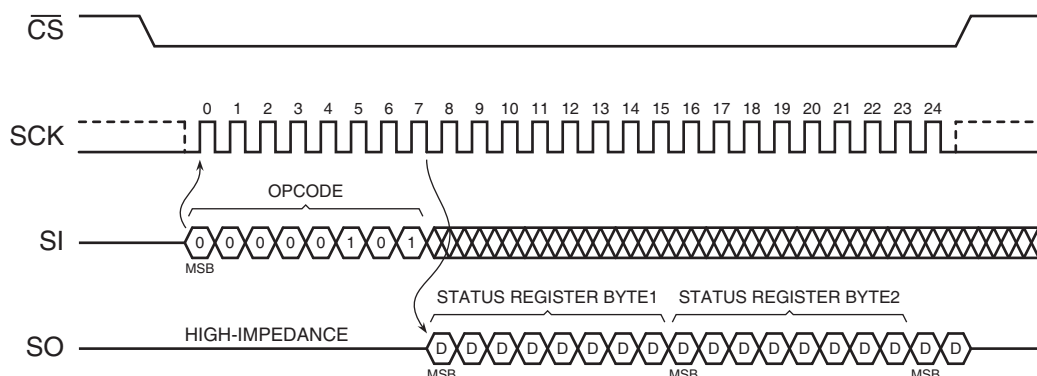 CS
0 1 2 3 4 5 6 7 8 9 10 11 12 13 14 15 16 17 18 19 20 21 22 23 24
SCK
OPCODE
SI 0 0 0 0 0 1 0 1
MSB
STATUS REGISTER BYTE1 STATUS REGISTER BYTE2
HIGH-IMPEDANCE
SO D D D D D D D D D D D D D D D D D D
MSB MSB MSB